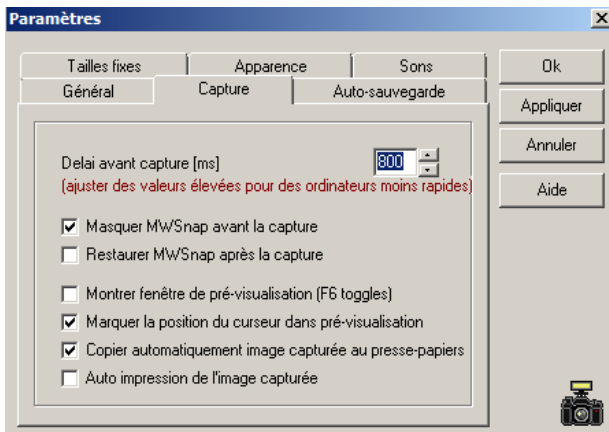 Paramètres
Tailles fixes Apparence Sons
Général Capture Auto-sauvegarde
Ok
Appliquer
Annuler
Aide
Delai avant capture [ms] 800
(ajuster des valeurs élevées pour des ordinateurs moins rapides)
Masquer MWSnap avant la capture
Restaurer MWSnap après la capture
Montrer fenêtre de pré-visualisation (F6 toggles)
Marquer la position du curseur dans pré-visualisation
Copier automatiquement image capturée au presse-papiers
Auto impression de l'image capturée